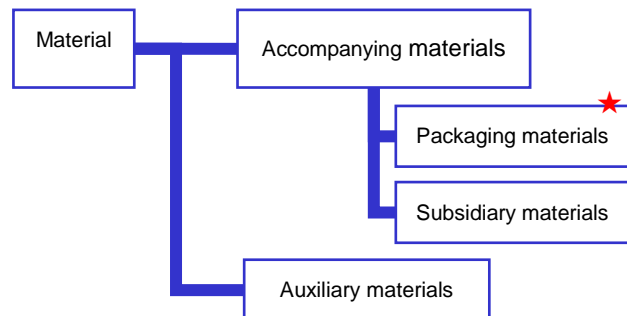 Material
Accompanying materials
Packaging materials
Subsidiary materials
Auxiliary materials